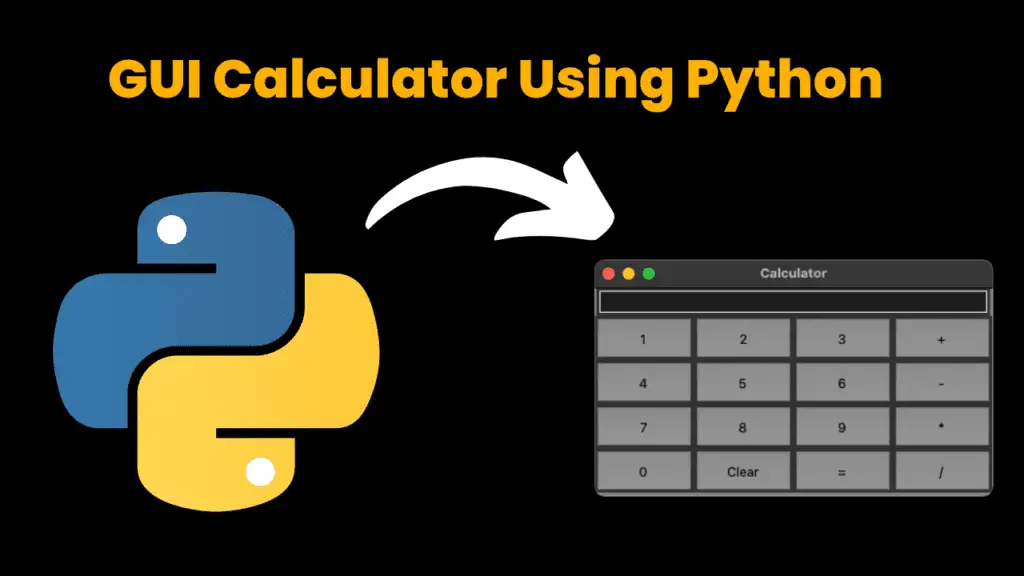 GUI Calculator Using Python
Calculator
1 2 3 +
4 5 6 -
7 8 9 *
0 Clear = /